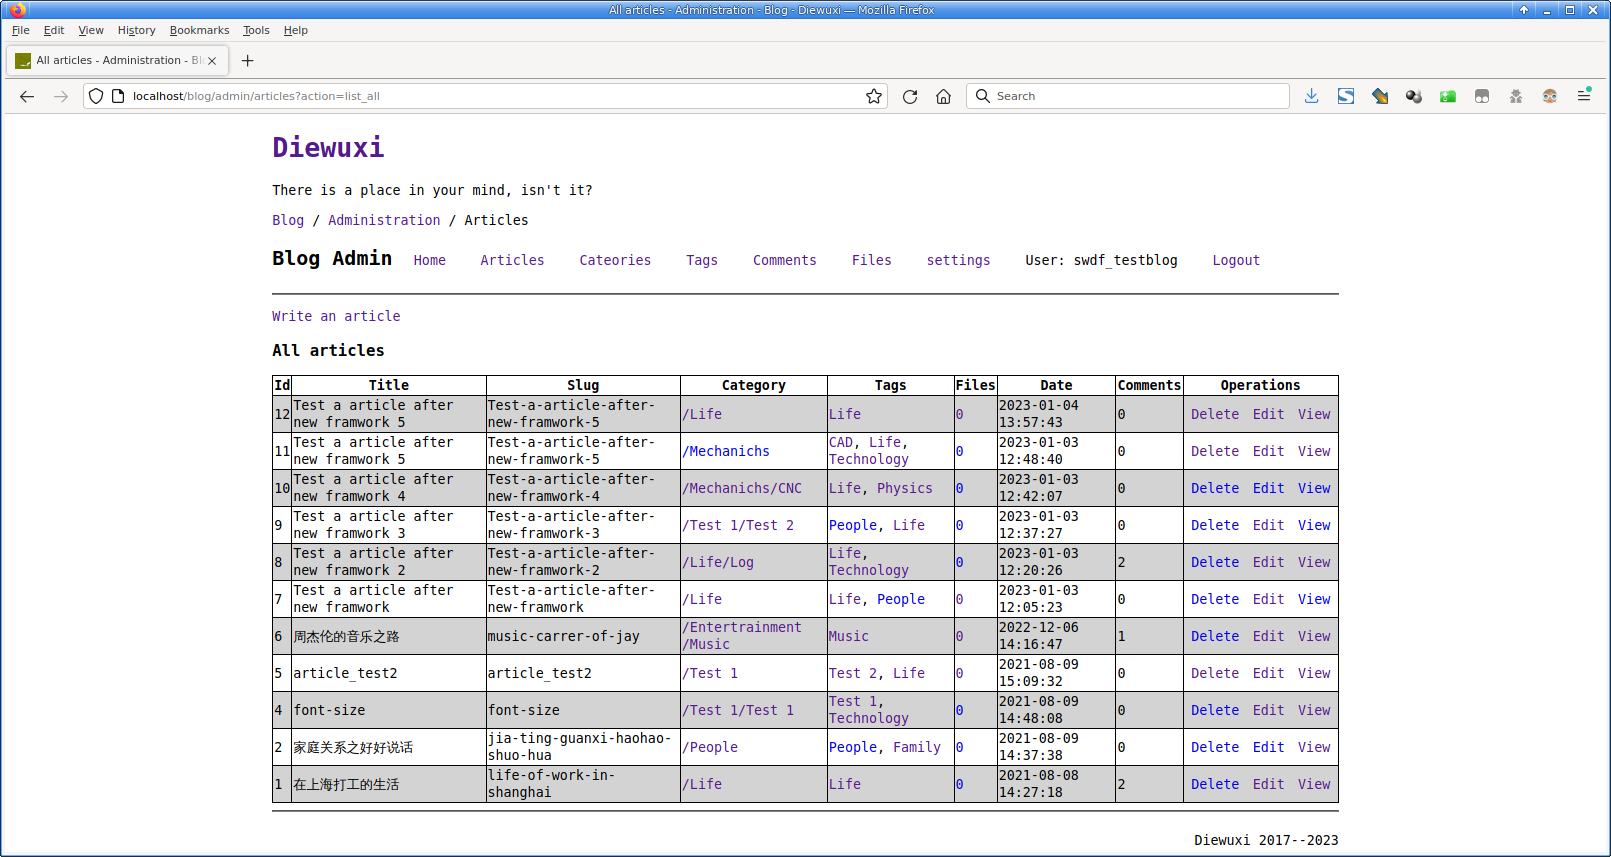 All articles - Administration - Blog - Diewuxi — Mozilla Firefox
File Edit View History Bookmarks Tools Help
All articles - Administration - Bl
localhost/blog/admin/articles?action=list_all
Search
Diewuxi
There is a place in your mind, isn't it?
Blog / Administration / Articles
Blog Admin Home Articles Cateories Tags Comments Files settings User: swdf_testblog Logout
Write an article
All articles
Id Title Slug Category Tags Files Date Comments Operations
12 Test a article after Test-a-article-after- /Life Life 0 2023-01-04 0 Delete Edit View
new framwork 5 new-framwork-5 13:57:43
11 Test a article after Test-a-article-after- /Mechanichs CAD, Life, 0 2023-01-03 0 Delete Edit View
new framwork 5 new-framwork-5 Technology 12:48:40
10 Test a article after Test-a-article-after- /Mechanichs/CNC Life, Physics 0 2023-01-03 0 Delete Edit View
new framwork 4 new-framwork-4 12:42:07
9 Test a article after Test-a-article-after- /Test 1/Test 2 People, Life 0 2023-01-03 0 Delete Edit View
new framwork 3 new-framwork-3 12:37:27
8 Test a article after Test-a-article-after- /Life/Log Life, 0 2023-01-03 2 Delete Edit View
new framwork 2 new-framwork-2 Technology 12:20:26
7 Test a article after Test-a-article-after- /Life Life, People 0 2023-01-03 0 Delete Edit View
new framwork new-framwork 12:05:23
6 周杰伦的音乐之路 music-carrer-of-jay /Entertrainment Music 0 2022-12-06 1 Delete Edit View
/Music 14:16:47
5 article_test2 article_test2 /Test 1 Test 2, Life 0 2021-08-09 0 Delete Edit View
15:09:32
4 font-size font-size /Test 1/Test 1 Test 1, 0 2021-08-09 0 Delete Edit View
Technology 14:48:08
2 家庭关系之好好说话 jia-ting-guanxi-haohao- /People People, Family 0 2021-08-09 0 Delete Edit View
shuo-hua 14:37:38
1 在上海打工的生活 life-of-work-in- /Life Life 0 2021-08-08 2 Delete Edit View
shanghai 14:27:18
Diewuxi 2017--2023